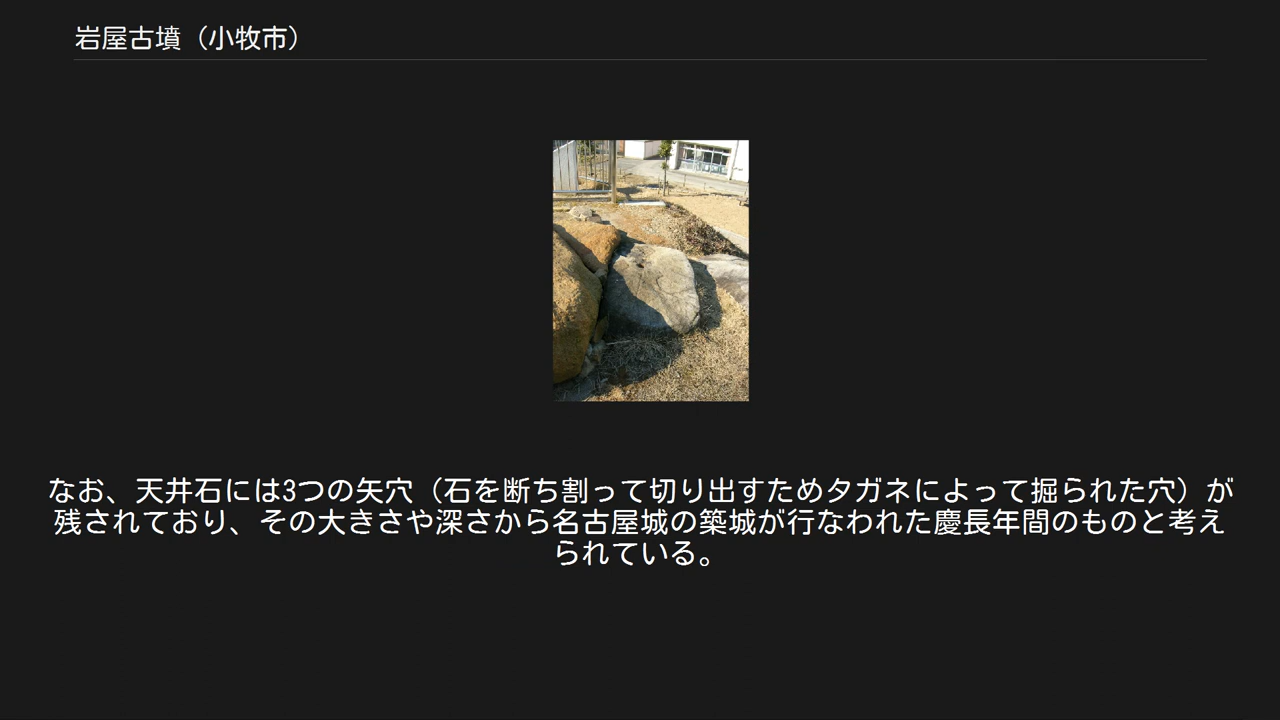 岩屋古墳（小牧市）
なお、天井石には3つの矢穴（石を断ち割って切り出すためタガネによって掘られた穴）が
残されており、その大きさや深さから名古屋城の築城が行なわれた慶長年間のものと考え
られている。